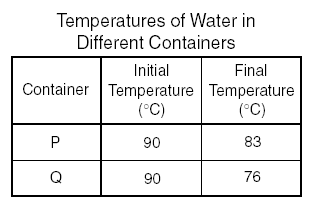 Temperatures of Water in
Different Containers
Container
Initial
Temperature
(°C)
Final
Temperature
(°C)
P 90 83
Q 90 76